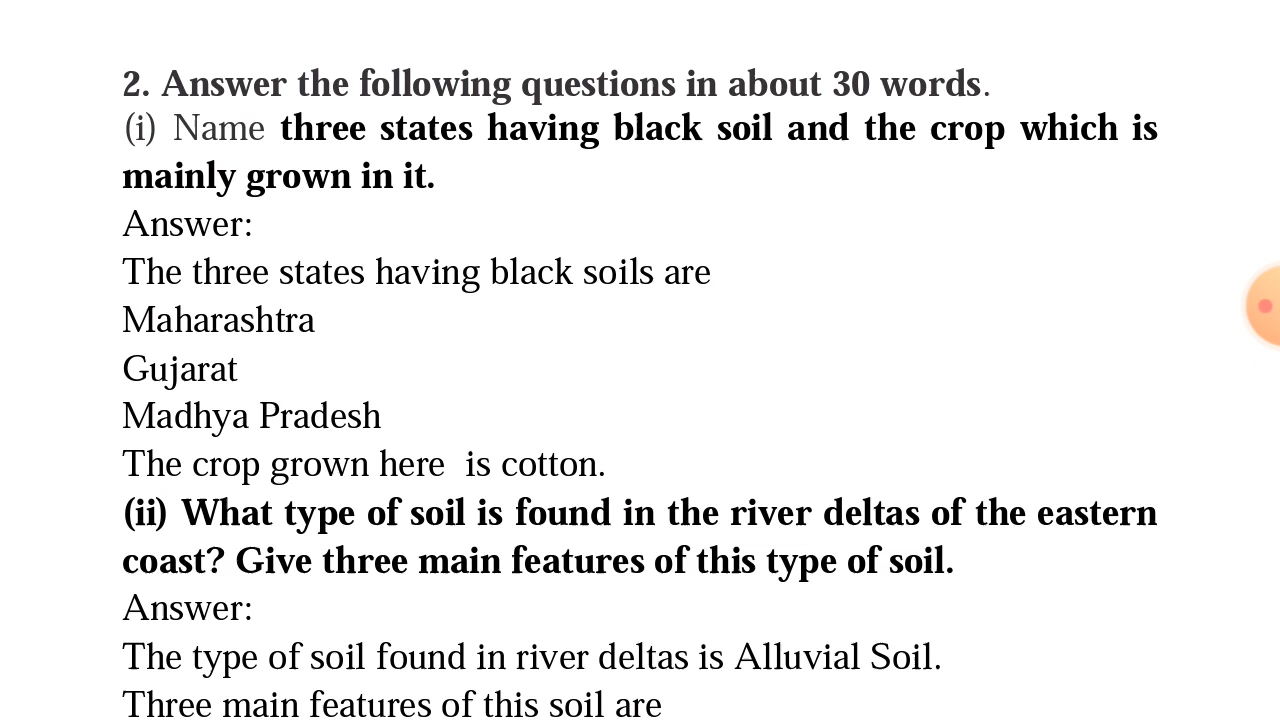 2. Answer the following questions in about 30 words.
(i) Name three states having black soil and the crop which is
mainly grown in it.
Answer:
The three states having black soils are
Maharashtra
Gujarat
Madhya Pradesh
The crop grown here  is cotton.
(ii) What type of soil is found in the river deltas of the eastern
coast? Give three main features of this type of soil.
Answer:
The type of soil found in river deltas is Alluvial Soil.
Three main features of this soil are